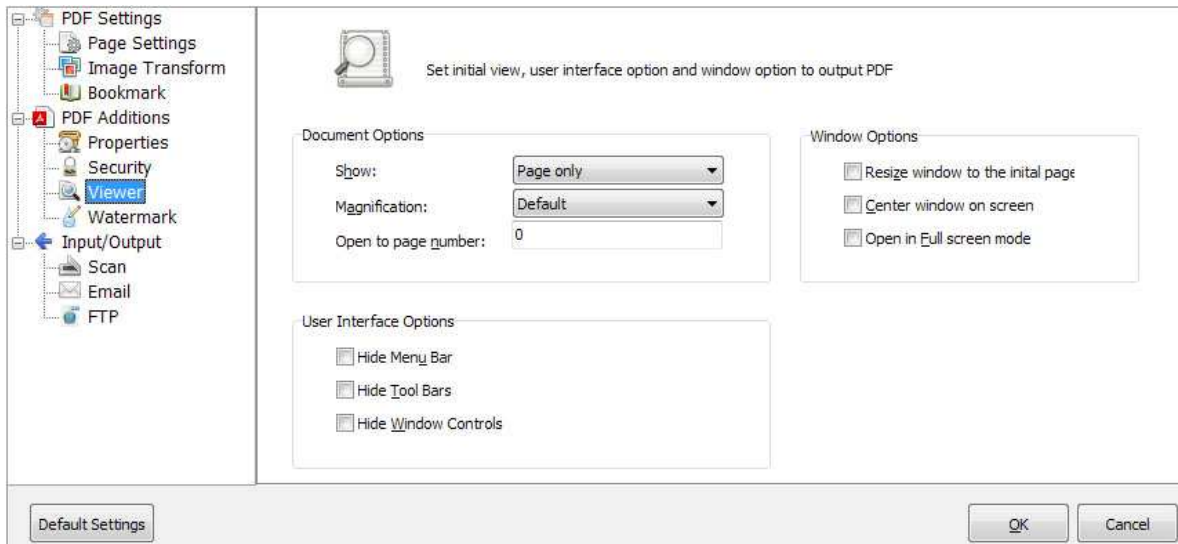 PDF Settings
Page Settings
Image Transform
Bookmark
PDF Additions
Properties
Security
Viewer
Watermark
Input/Output
Scan
Email
FTP
Set initial view, user interface option and window option to output PDF
Document Options
Show: Page only
Magnification: Default
Open to page number: 0
Window Options
Resize window to the inital page
Center window on screen
Open in Full screen mode
User Interface Options
Hide Menu Bar
Hide Tool Bars
Hide Window Controls
Default Settings
OK
Cancel